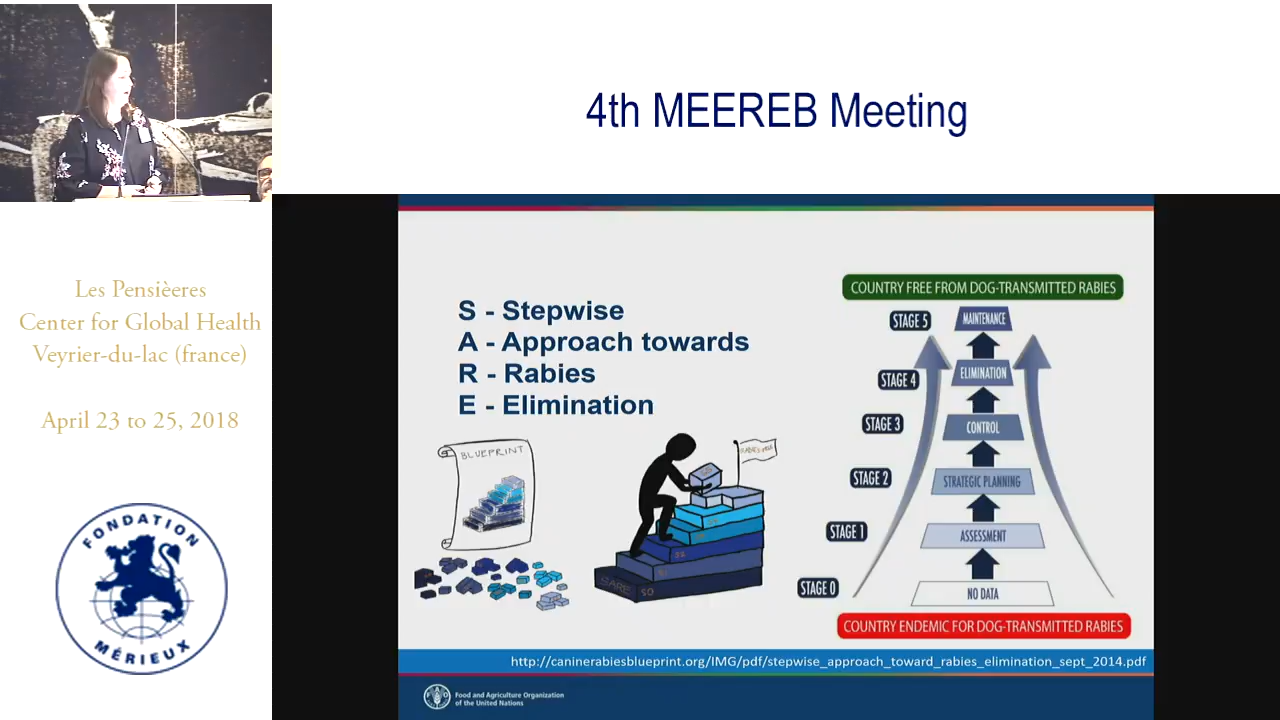 4th MEEREB Meeting
Les Pensièeres
Center for Global Health
Veyrier-du-lac (france)
April 23 to 25, 2018
FONDATION
MÉRIEUX
S - Stepwise
A - Approach towards
R - Rabies
E - Elimination
BLUEPRINT
SARE
S0
COUNTRY FREE FROM DOG-TRANSMITTED RABIES
STAGE 5
MAINTENANCE
STAGE 4
ELIMINATION
STAGE 3
CONTROL
STAGE 2
STRATEGIC PLANNING
STAGE 1
ASSESSMENT
STAGE 0
NO DATA
COUNTRY ENDEMIC FOR DOG-TRANSMITTED RABIES
http://caninerabiesblueprint.org/IMG/pdf/stepwise_approach_toward_rabies_elimination_sept_2014.pdf
Food and Agriculture Organization
of the United Nations